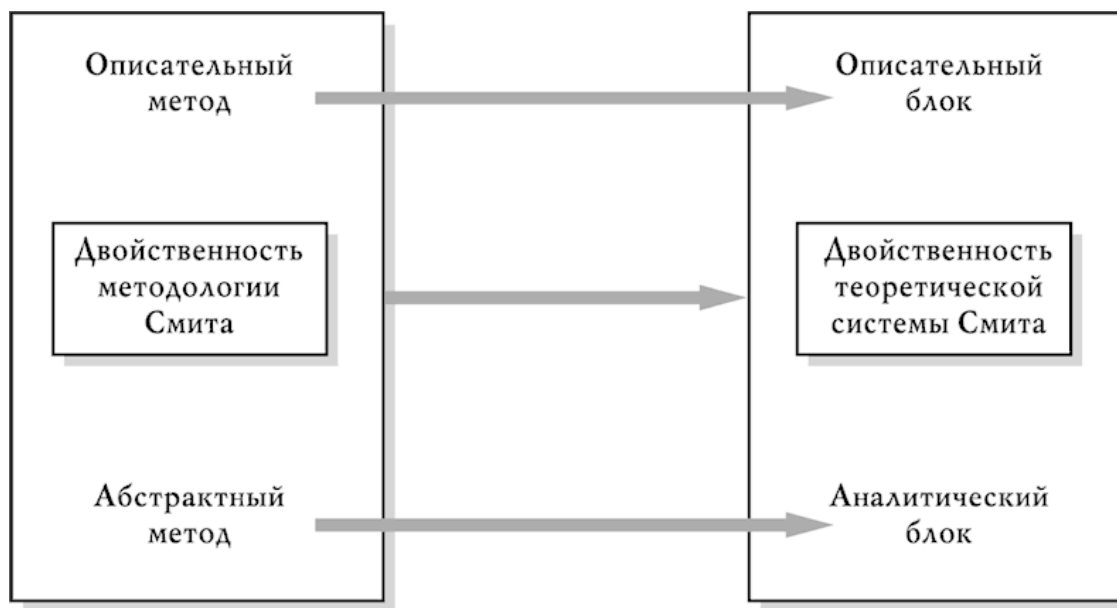 Описательный
метод
Описательный
блок
Двойственность
методологии
Смита
Двойственность
теоретической
системы Смита
Абстрактный
метод
Аналитический
блок